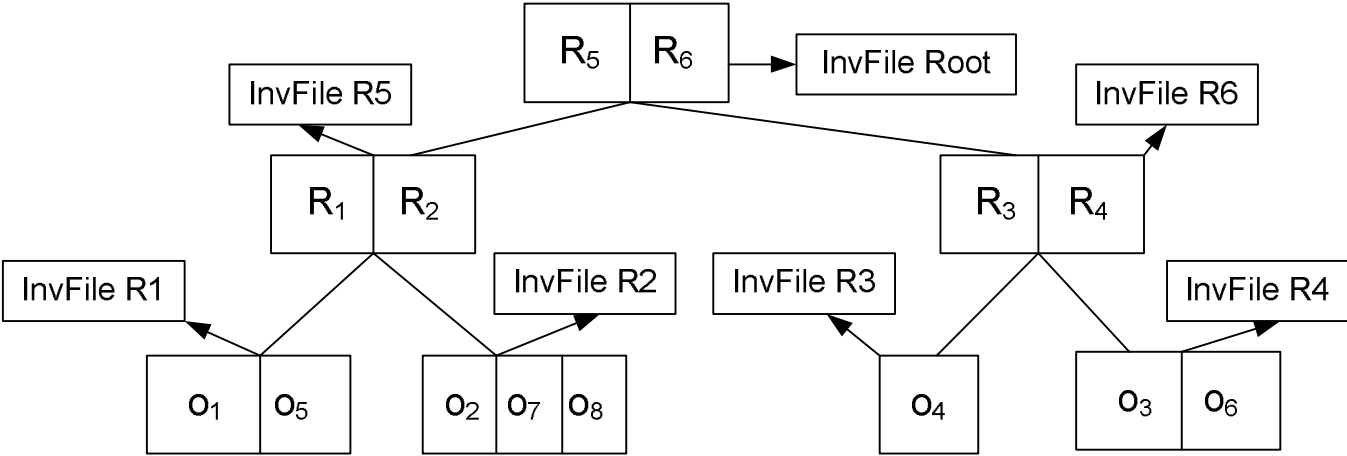 R₅ R₆
InvFile Root
InvFile R5
InvFile R6
R₁ R₂
R₃ R₄
InvFile R1
InvFile R2
InvFile R3
InvFile R4
o₁ o₅
o₂ o₇ o₈
o₄
o₃ o₆